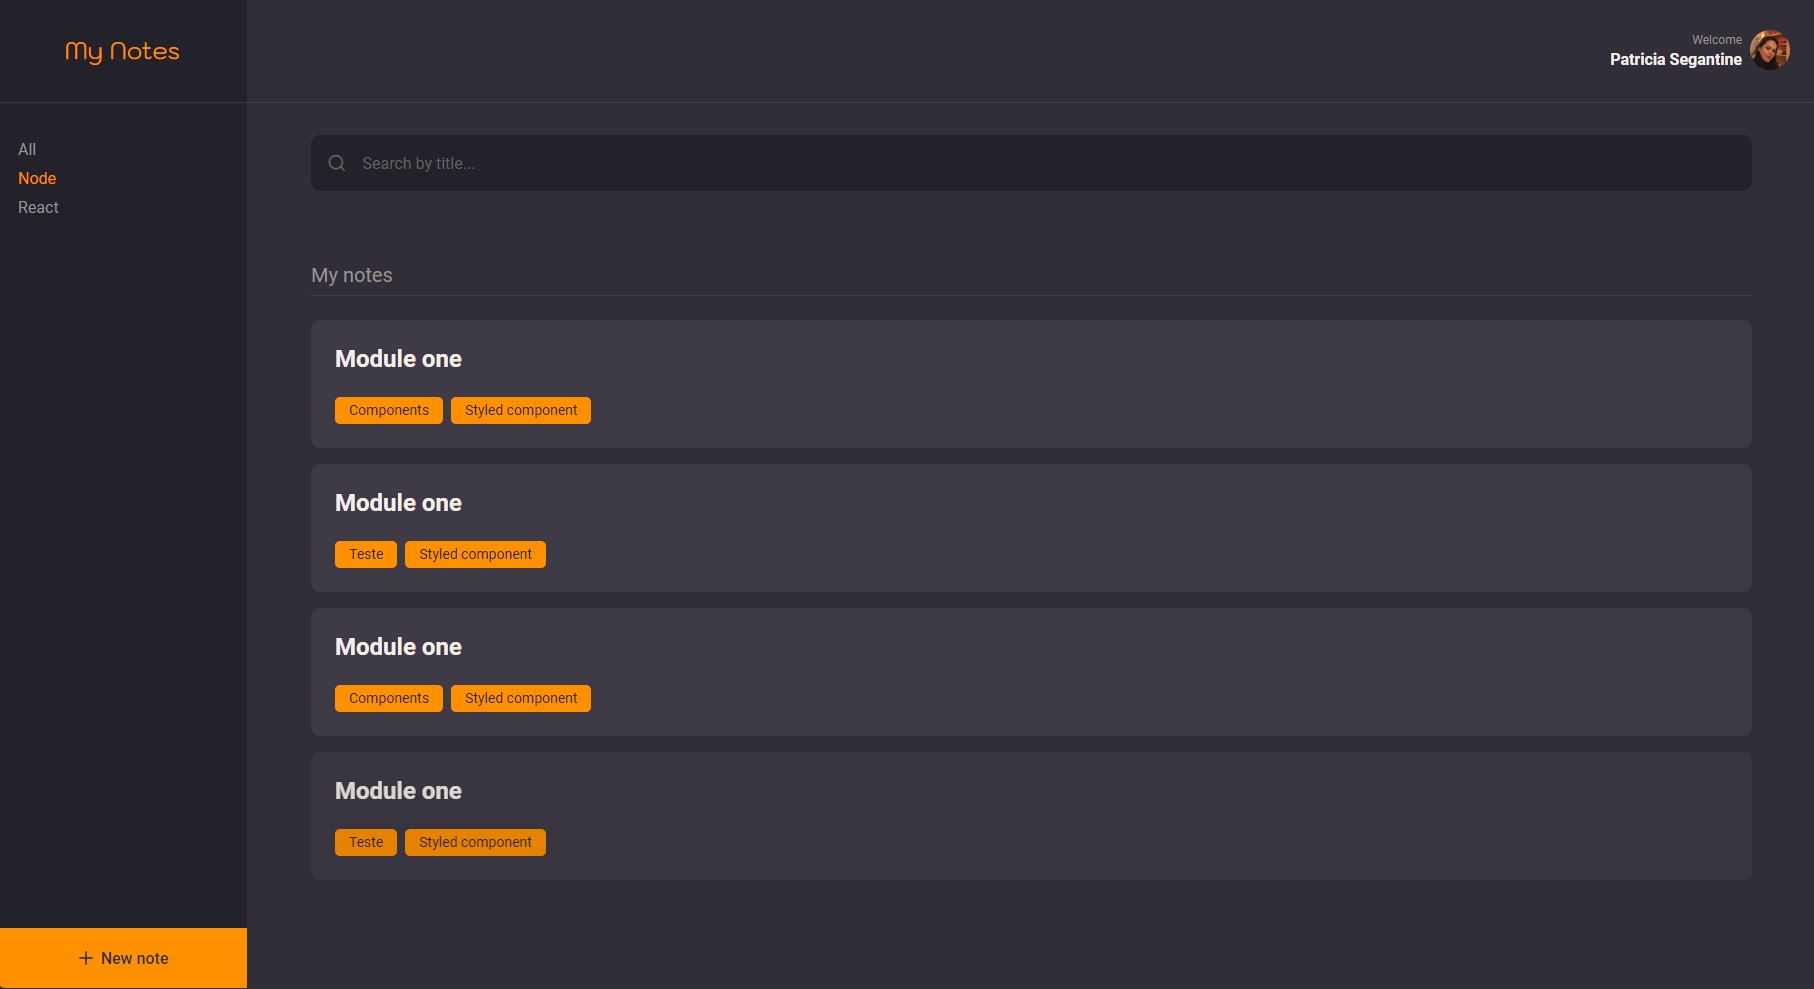 My Notes
Welcome
Patricia Segantine
All
Node
React
Search by title...
My notes
Module one
Components Styled component
Module one
Teste Styled component
Module one
Components Styled component
Module one
Teste Styled component
New note